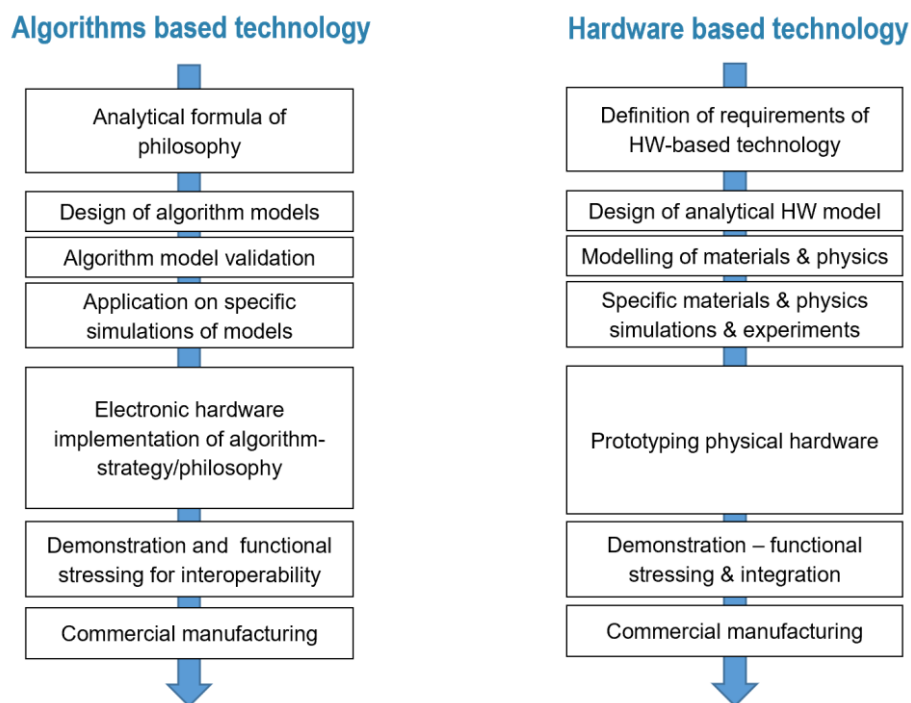 Algorithms based technology
Analytical formula of
philosophy
Design of algorithm models
Algorithm model validation
Application on specific
simulations of models
Electronic hardware
implementation of algorithm-
strategy/philosophy
Demonstration and  functional
stressing for interoperability
Commercial manufacturing
Hardware based technology
Definition of requirements of
HW-based technology
Design of analytical HW model
Modelling of materials & physics
Specific materials & physics
simulations & experiments
Prototyping physical hardware
Demonstration – functional
stressing & integration
Commercial manufacturing